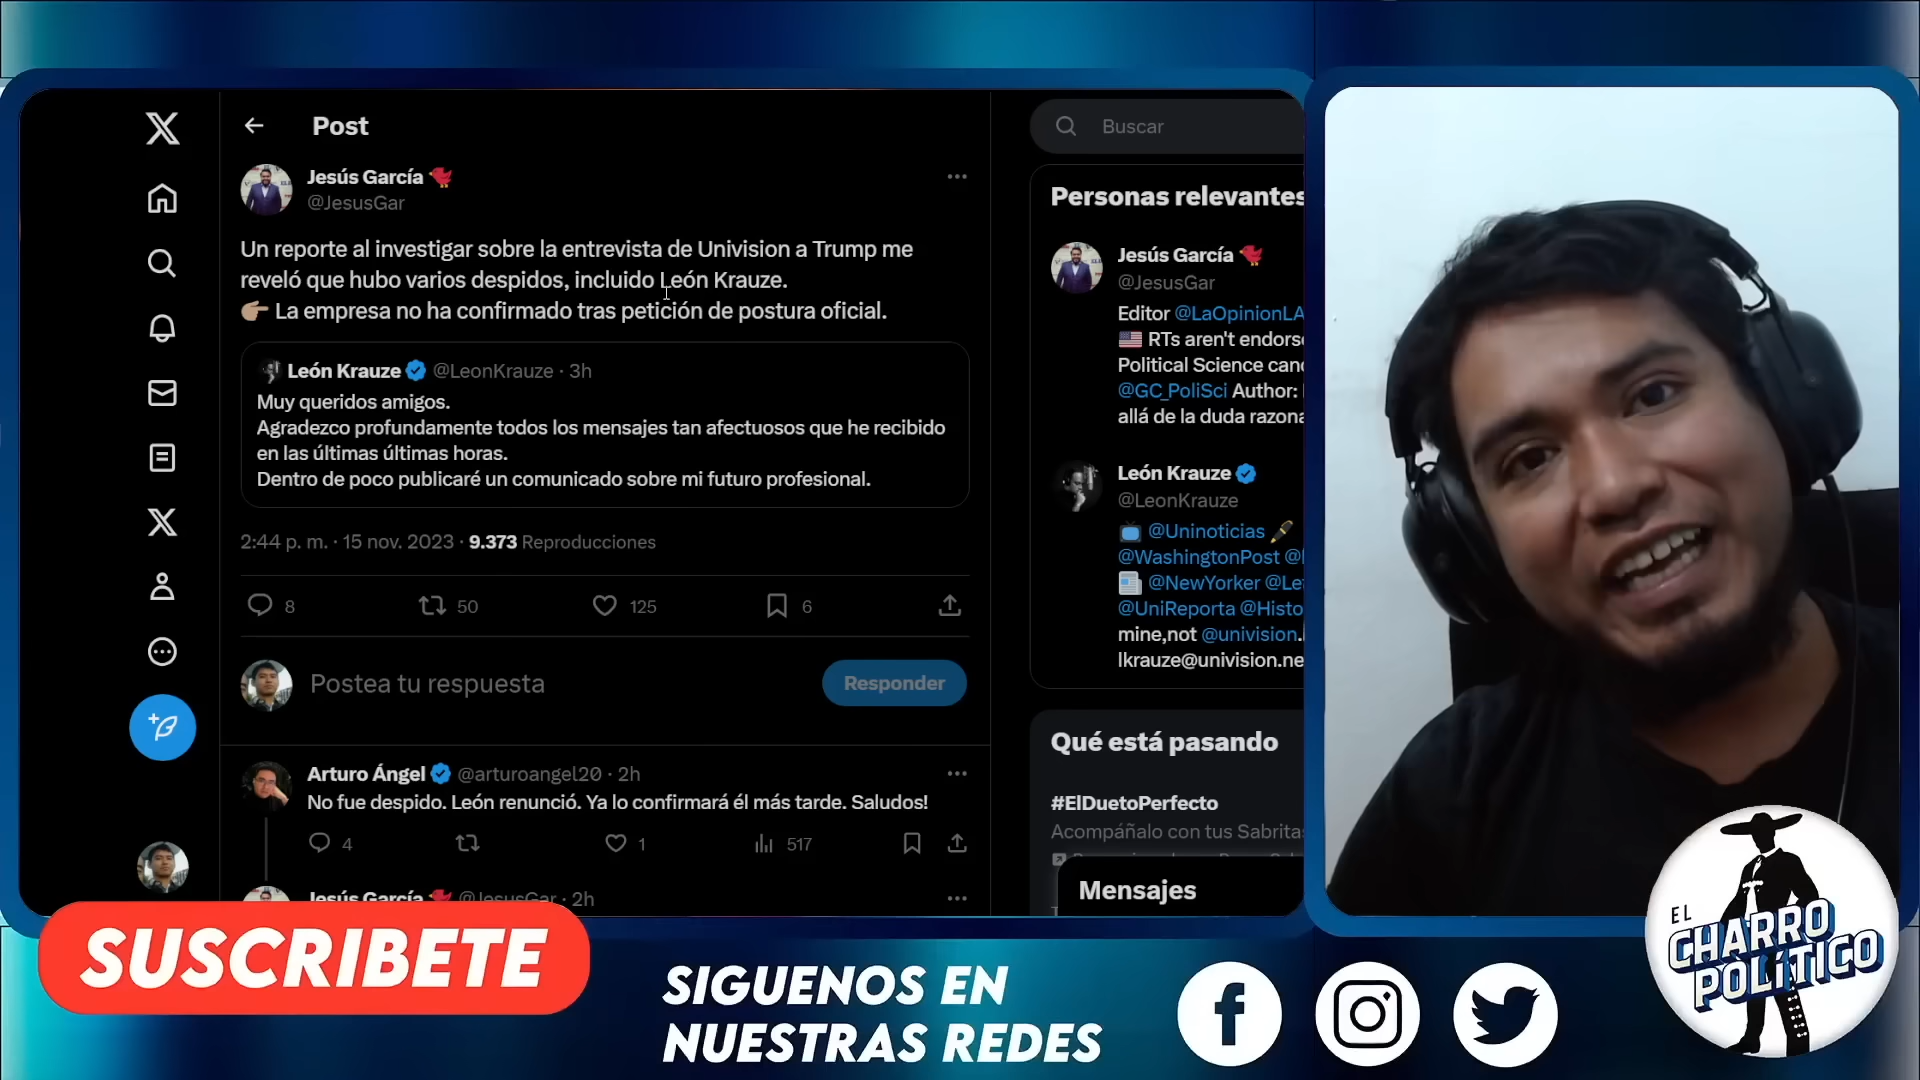 Post
Jesús García
@JesusGar
Un reporte al investigar sobre la entrevista de Univision a Trump me
reveló que hubo varios despidos, incluido León Krauze.
La empresa no ha confirmado tras petición de postura oficial.
León Krauze @LeonKrauze · 3h
Muy queridos amigos.
Agradezco profundamente todos los mensajes tan afectuosos que he recibido
en las últimas últimas horas.
Dentro de poco publicaré un comunicado sobre mi futuro profesional.
2:44 p. m. · 15 nov. 2023 · 9.373 Reproducciones
8 50 125 6
Postea tu respuesta
Responder
Arturo Ángel @arturoangel20 · 2h
No fue despido. León renunció. Ya lo confirmará él más tarde. Saludos!
4 1 517
Jesús García @JesusGar · 2h
Buscar
Personas relevantes
Jesús García
@JesusGar
Editor @LaOpinionLA
RTs aren't endorse
Political Science cand
@GC_PoliSci Author:
allá de la duda razona
León Krauze
@LeonKrauze
@Uninoticias
@WashingtonPost
@NewYorker @Le
@UniReporta @Histo
mine,not @univision.
lkrauze@univision.ne
Qué está pasando
#ElDuetoPerfecto
Acompáñalo con tus Sabritas
Mensajes
SUSCRIBETE
SIGUENOS EN
NUESTRAS REDES
EL
CHARRO
POLÍTICO